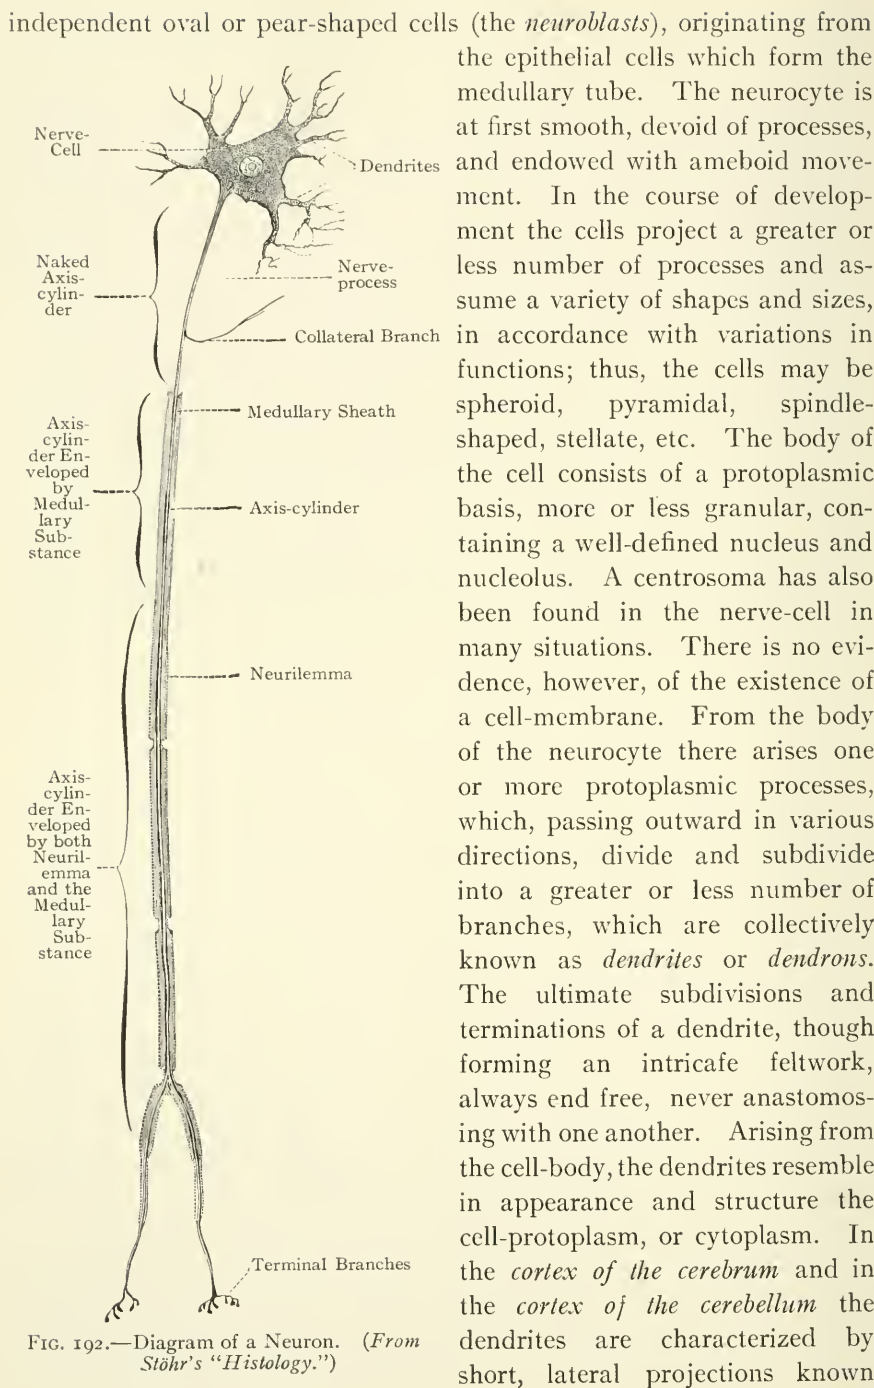 independent oval or pear-shaped cells (the neuroblasts), originating from
the epithelial cells which form the
medullary tube. The neurocyte is
at first smooth, devoid of processes,
and endowed with ameboid move-
ment. In the course of develop-
ment the cells project a greater or
less number of processes and as-
sume a variety of shapes and sizes,
in accordance with variations in
functions; thus, the cells may be
spheroid, pyramidal, spindle-
shaped, stellate, etc. The body of
the cell consists of a protoplasmic
basis, more or less granular, con-
taining a well-defined nucleus and
nucleolus. A centrosoma has also
been found in the nerve-cell in
many situations. There is no evi-
dence, however, of the existence of
a cell-membrane. From the body
of the neurocyte there arises one
or more protoplasmic processes,
which, passing outward in various
directions, divide and subdivide
into a greater or less number of
branches, which are collectively
known as dendrites or dendrons.
The ultimate subdivisions and
terminations of a dendrite, though
forming an intricafe feltwork,
always end free, never anastomos-
ing with one another. Arising from
the cell-body, the dendrites resemble
in appearance and structure the
cell-protoplasm, or cytoplasm. In
the cortex of the cerebrum and in
the cortex of the cerebellum the
dendrites are characterized by
short, lateral projections known
Nerve-
Cell
Dendrites
Naked
Axis-
cylin-
der
Nerve-
process
Collateral Branch
Medullary Sheath
Axis-
cylin-
der En-
veloped
by
Medul-
lary
Sub-
stance
Axis-cylinder
Neurilemma
Axis-
cylin-
der En-
veloped
by both
Neuril-
emma
and the
Medul-
lary
Sub-
stance
Terminal Branches
FIG. 192.—Diagram of a Neuron. (From
Stöhr's "Histology.")